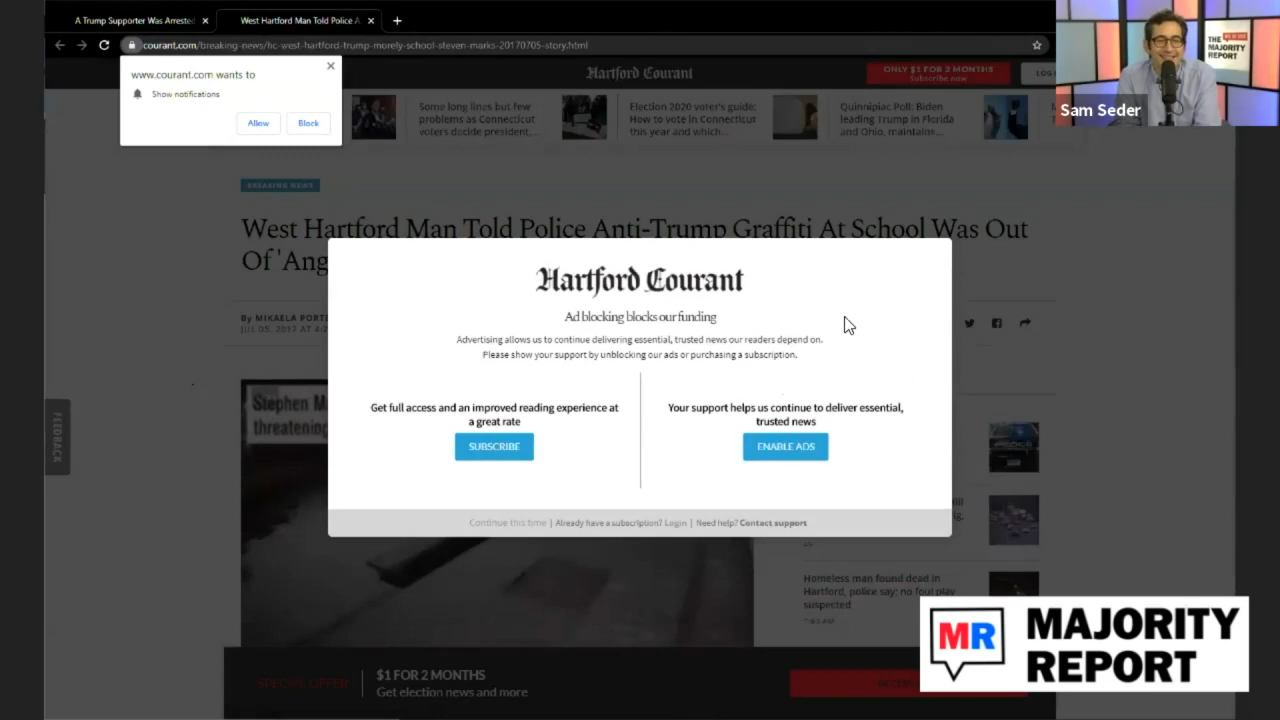 A Trump Supporter Was Arrested
West Hartford Man Told Police A
courant.com/breaking-news/hc-west-hartford-trump-morely-school-steven-marks-20170705-story.html
www.courant.com wants to
Show notifications
Allow
Block
Hartford Courant
ONLY $1 FOR 2 MONTHS
Subscribe now
LOG
THE
MAJORITY
REPORT
Sam Seder
Some long lines but few
problems as Connecticut
voters decide president,...
Election 2020 voter's guide:
How to vote in Connecticut
this year and which...
Quinnipiac Poll: Biden
leading Trump in Florida
and Ohio, maintains...
BREAKING NEWS
West Hartford Man Told Police Anti-Trump Graffiti At School Was Out
Of 'Ang
By MIKAELA PORTE
JUL 05, 2017 AT 4:2
Hartford Courant
Ad blocking blocks our funding
Advertising allows us to continue delivering essential, trusted news our readers depend on.
Please show your support by unblocking our ads or purchasing a subscription.
Get full access and an improved reading experience at
a great rate
SUBSCRIBE
Your support helps us continue to deliver essential,
trusted news
ENABLE ADS
Continue this time | Already have a subscription? Login | Need help? Contact support
FEEDBACK
Stephen M
threatening
Homeless man found dead in
Hartford, police say; no foul play
suspected
SPECIAL OFFER
$1 FOR 2 MONTHS
Get election news and more
MR
MAJORITY
REPORT